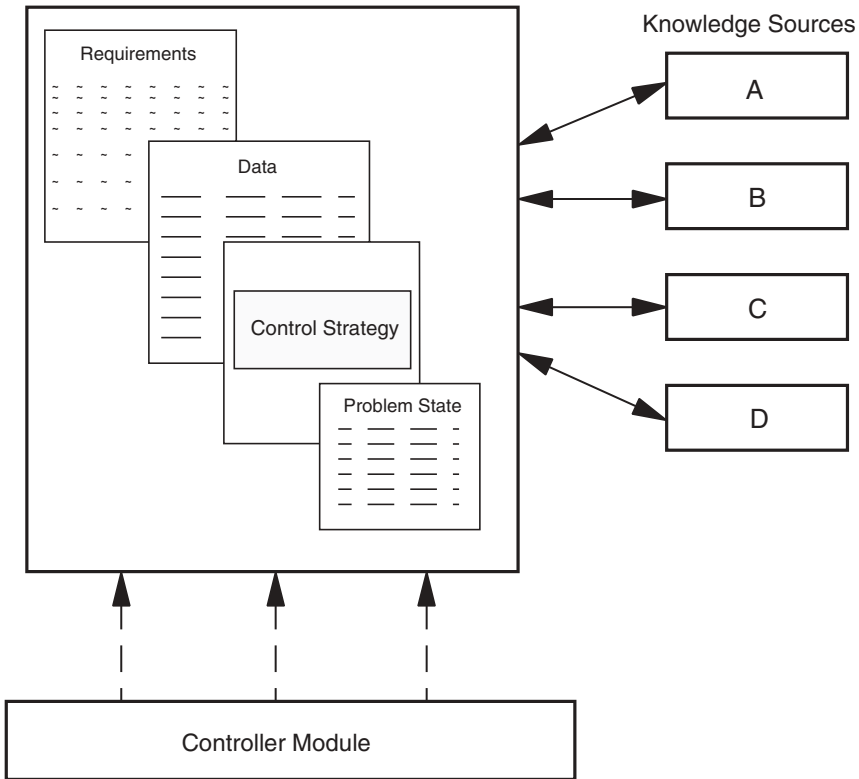 Knowledge Sources
Requirements
A
Data
B
Control Strategy
C
Problem State
D
Controller Module